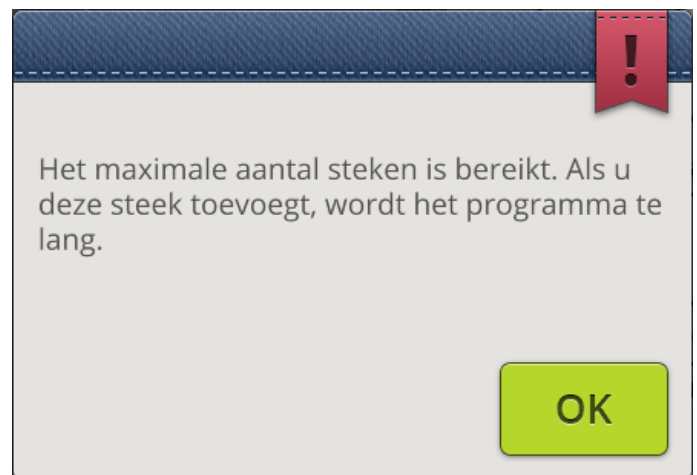 !
Het maximale aantal steken is bereikt. Als u
deze steek toevoegt, wordt het programma te
lang.
OK